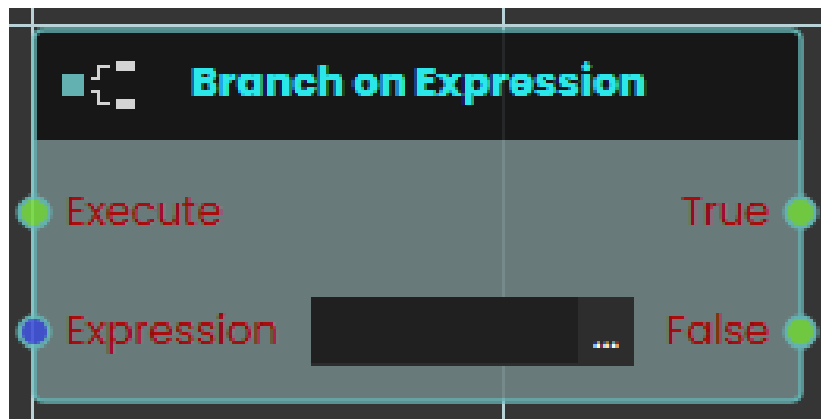 Branch on Expression
Execute True
Expression ... False